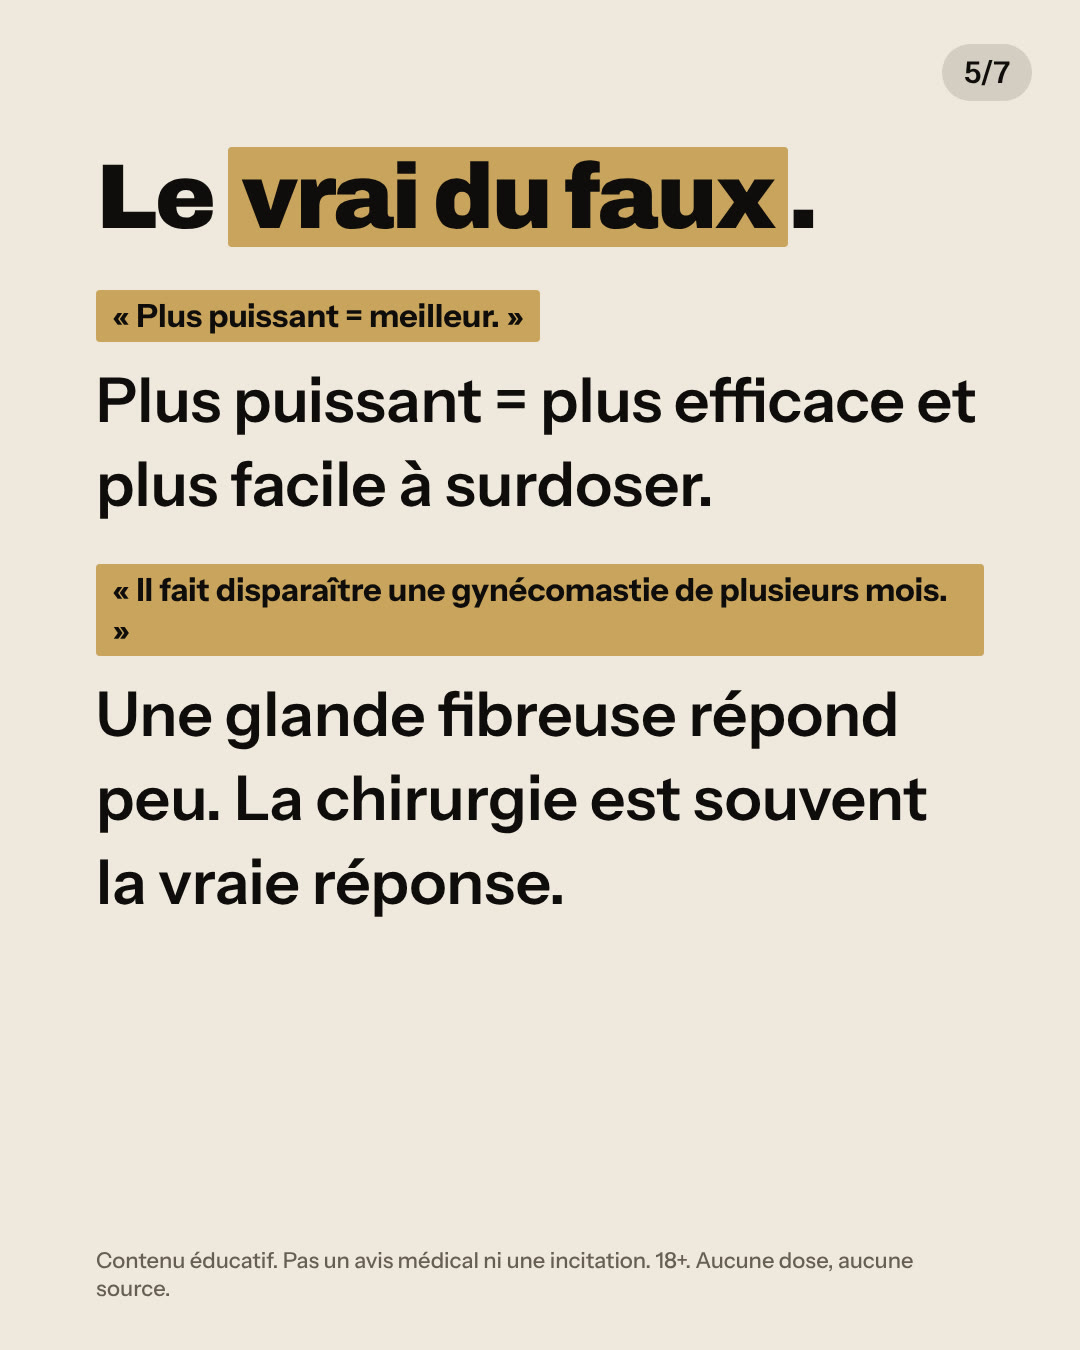 5/7
Le vrai du faux.
« Plus puissant = meilleur. »
Plus puissant = plus efficace et
plus facile à surdoser.
« Il fait disparaître une gynécomastie de plusieurs mois.
»
Une glande fibreuse répond
peu. La chirurgie est souvent
la vraie réponse.
Contenu éducatif. Pas un avis médical ni une incitation. 18+. Aucune dose, aucune
source.